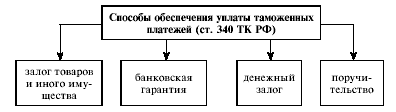 Способы обеспечения уплаты таможенных
платежей (ст. 340 ТК РФ)
залог товаров
и иного иму-
щества
банковская
гарантия
денежный
залог
поручи-
тельство